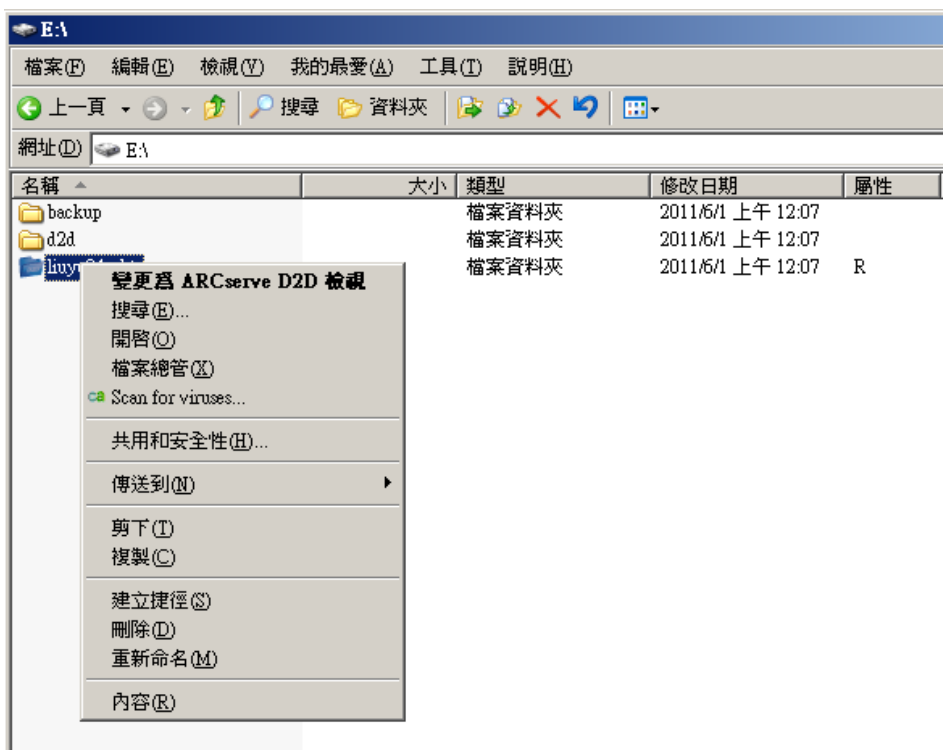 E:\
檔案(F) 編輯(E) 檢視(V) 我的最愛(A) 工具(T) 說明(H)
上一頁 搜尋 資料夾
網址(D) E:\
名稱 大小 類型 修改日期 屬性
backup 檔案資料夾 2011/6/1 上午 12:07
d2d 檔案資料夾 2011/6/1 上午 12:07
檔案資料夾 2011/6/1 上午 12:07 R
變更為 ARCserve D2D 檢視
搜尋(E)...
開啓(O)
檔案總管(X)
ca Scan for viruses...
共用和安全性(H)...
傳送到(N)
剪下(T)
複製(C)
建立捷徑(S)
刪除(D)
重新命名(M)
內容(R)